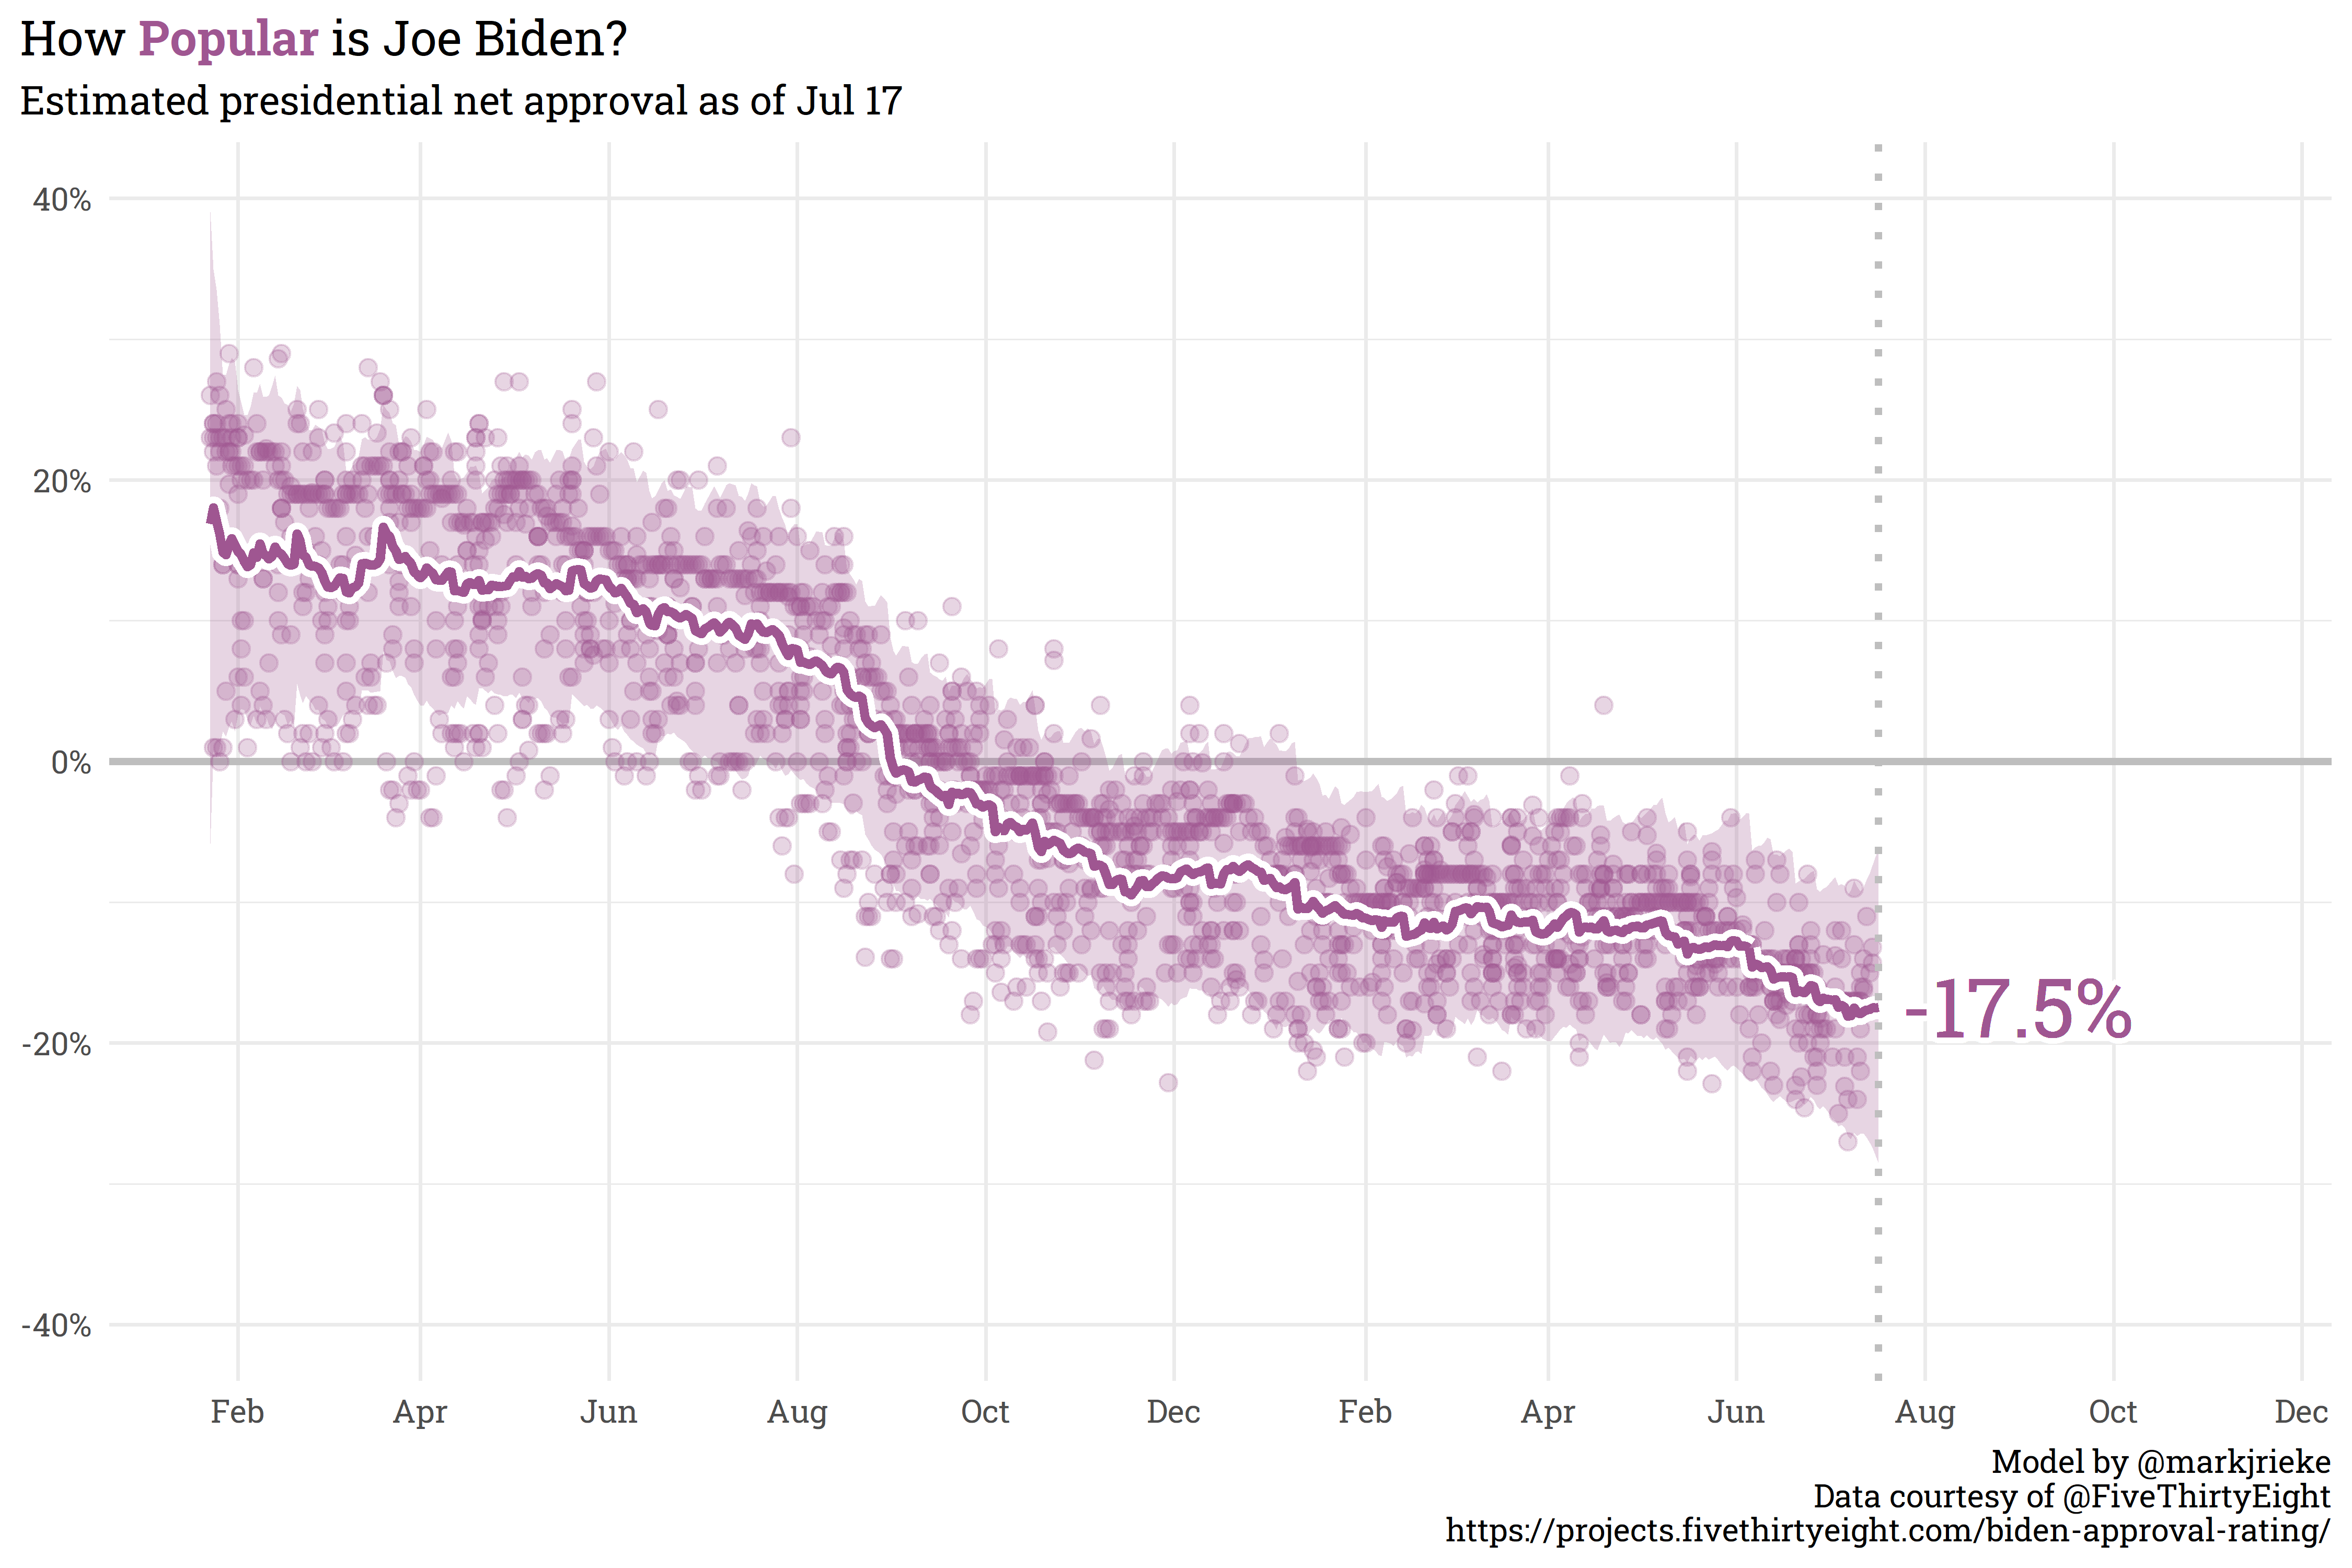 How Popular is Joe Biden?
Estimated presidential net approval as of Jul 17
40%
20%
0%
-20%
-40%
-17.5%
Feb Apr Jun Aug Oct Dec Feb Apr Jun Aug Oct Dec
Model by @markjrieke
Data courtesy of @FiveThirtyEight
https://projects.fivethirtyeight.com/biden-approval-rating/